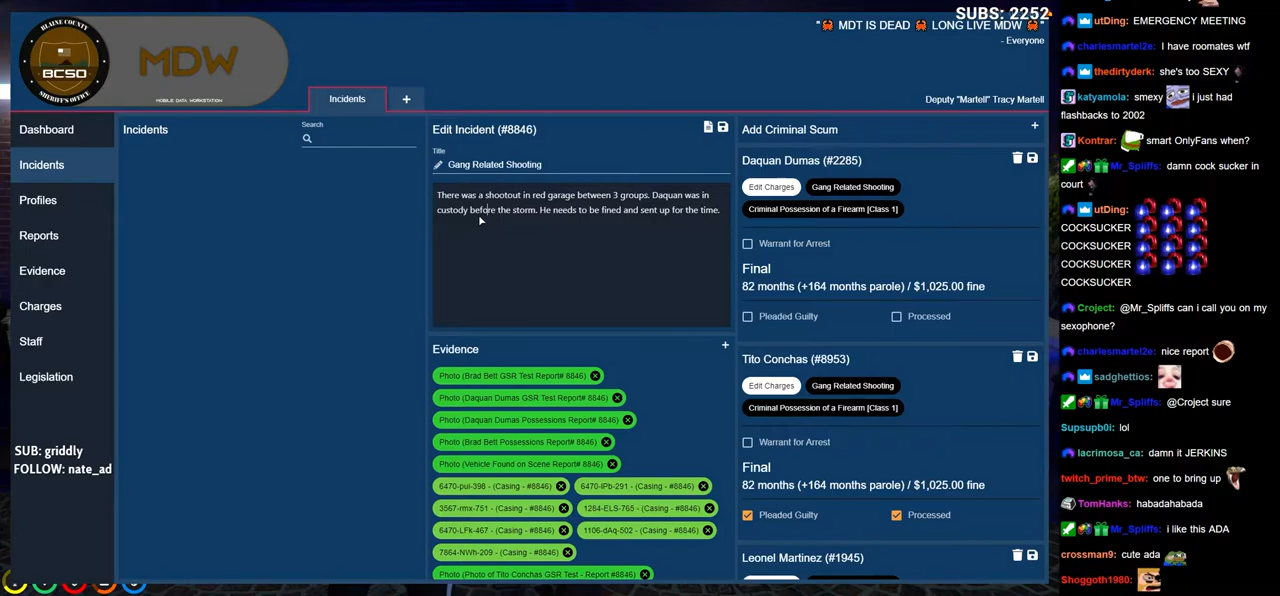 SUBS: 2252
" MDT IS DEAD LONG LIVE MDW "
- Everyone
BLAINE COUNTY
BCSO
SHERIFF'S OFFICE
MDW
MOBILE DATA WORKSTATION
Incidents
+
Deputy "Martell" Tracy Martell
Dashboard
Incidents
Profiles
Reports
Evidence
Charges
Staff
Legislation
SUB: griddly
FOLLOW: nate_ad
Incidents
Search
Edit Incident (#8846)
Title
Gang Related Shooting
There was a shootout in red garage between 3 groups. Daquan was in
custody before the storm. He needs to be fined and sent up for the time.
Evidence
+
Photo (Brad Bett GSR Test Report# 8846)
Photo (Daquan Dumas GSR Test Report# 8846)
Photo (Daquan Dumas Possessions Report# 8846)
Photo (Brad Bett Possessions Report# 8846)
Photo (Vehicle Found on Scene Report# 8846)
6470-pui-398 - (Casing - #8846)
6470-IPb-291 - (Casing - #8846)
3567-rmx-751 - (Casing - #8846)
1284-ELS-765 - (Casing - #8846)
6470-LFk-467 - (Casing - #8846)
1106-dAq-502 - (Casing - #8846)
7864-NWh-209 - (Casing - #8846)
Photo (Photo of Tito Conchas GSR Test - Report #8846)
Add Criminal Scum
+
Daquan Dumas (#2285)
Edit Charges
Gang Related Shooting
Criminal Possession of a Firearm [Class 1]
Warrant for Arrest
Final
82 months (+164 months parole) / $1,025.00 fine
Pleaded Guilty
Processed
Tito Conchas (#8953)
Edit Charges
Gang Related Shooting
Criminal Possession of a Firearm [Class 1]
Warrant for Arrest
Final
82 months (+164 months parole) / $1,025.00 fine
Pleaded Guilty
Processed
Leonel Martinez (#1945)
utDing: EMERGENCY MEETING
charlesmartel2e: I have roomates wtf
thedirtyderk: she's too SEXY
katyamola: smexy i just had
flashbacks to 2002
Kontrar: smart OnlyFans when?
Mr_Spliffs: damn cock sucker in
court
utDing:
COCKSUCKER
COCKSUCKER
COCKSUCKER
COCKSUCKER
Croject: @Mr_Spliffs can i call you on my
sexophone?
charlesmartel2e: nice report
sadghettios:
Mr_Spliffs: @Croject sure
Supsupb0i: lol
lacrimosa_ca: damn it JERKINS
twitch_prime_btw: one to bring up
TomHanks: habadahabada
Mr_Spliffs: i like this ADA
crossman9: cute ada
Shoggoth1980: